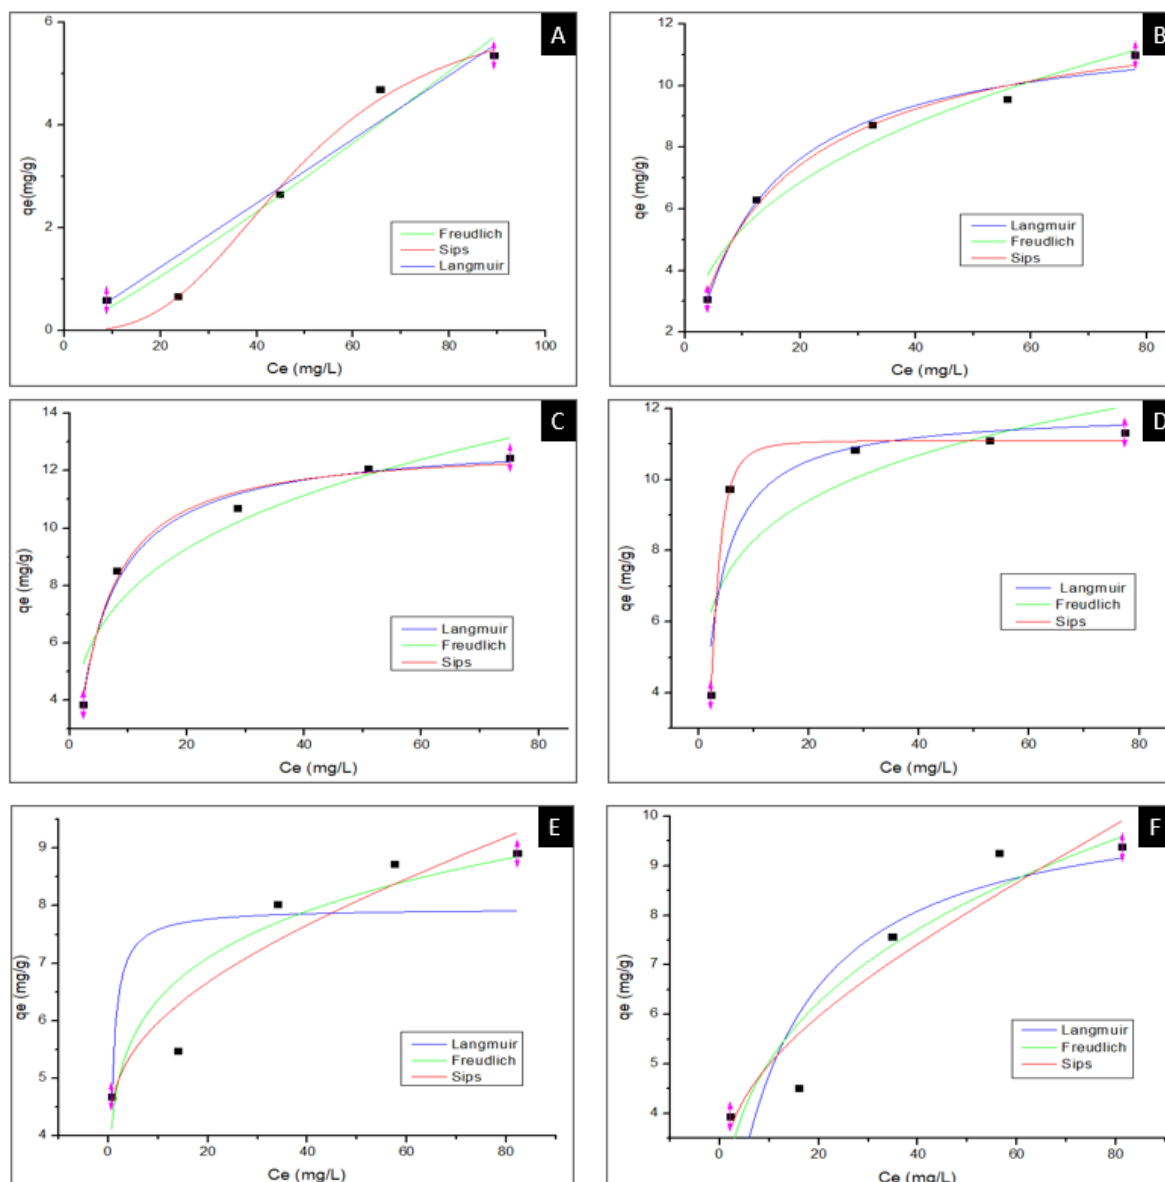 A
6
4
2
0
qe(mg/g)
Freudlich
Sips
Langmuir
0 20 40 60 80 100
Ce (mg/L)
B
12
10
8
6
4
2
qe (mg/g)
Langmuir
Freudlich
Sips
0 20 40 60 80
Ce (mg/L)
C
14
12
10
8
6
4
qe (mg/g)
Langmuir
Freudlich
Sips
0 20 40 60 80
Ce (mg/L)
D
12
10
8
6
4
qe (mg/g)
Langmuir
Freudlich
Sips
0 20 40 60 80
Ce (mg/L)
E
9
8
7
6
5
4
qe (mg/g)
Langmuir
Freudlich
Sips
0 20 40 60 80
Ce (mg/L)
F
10
9
8
7
6
5
4
qe (mg/g)
Langmuir
Freudlich
Sips
0 20 40 60 80
Ce (mg/L)